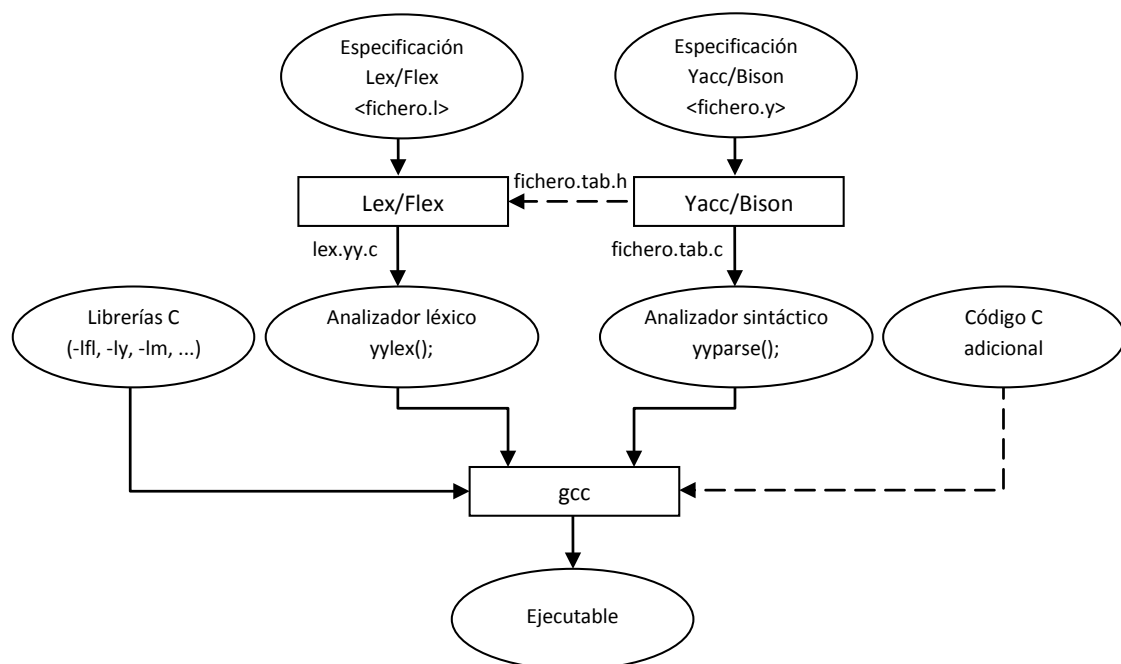 Especificación
Lex/Flex
<fichero.l>
Especificación
Yacc/Bison
<fichero.y>
fichero.tab.h
Lex/Flex
Yacc/Bison
lex.yy.c
fichero.tab.c
Librerías C
(-lfl, -ly, -lm, ...)
Analizador léxico
yylex();
Analizador sintáctico
yyparse();
Código C
adicional
gcc
Ejecutable